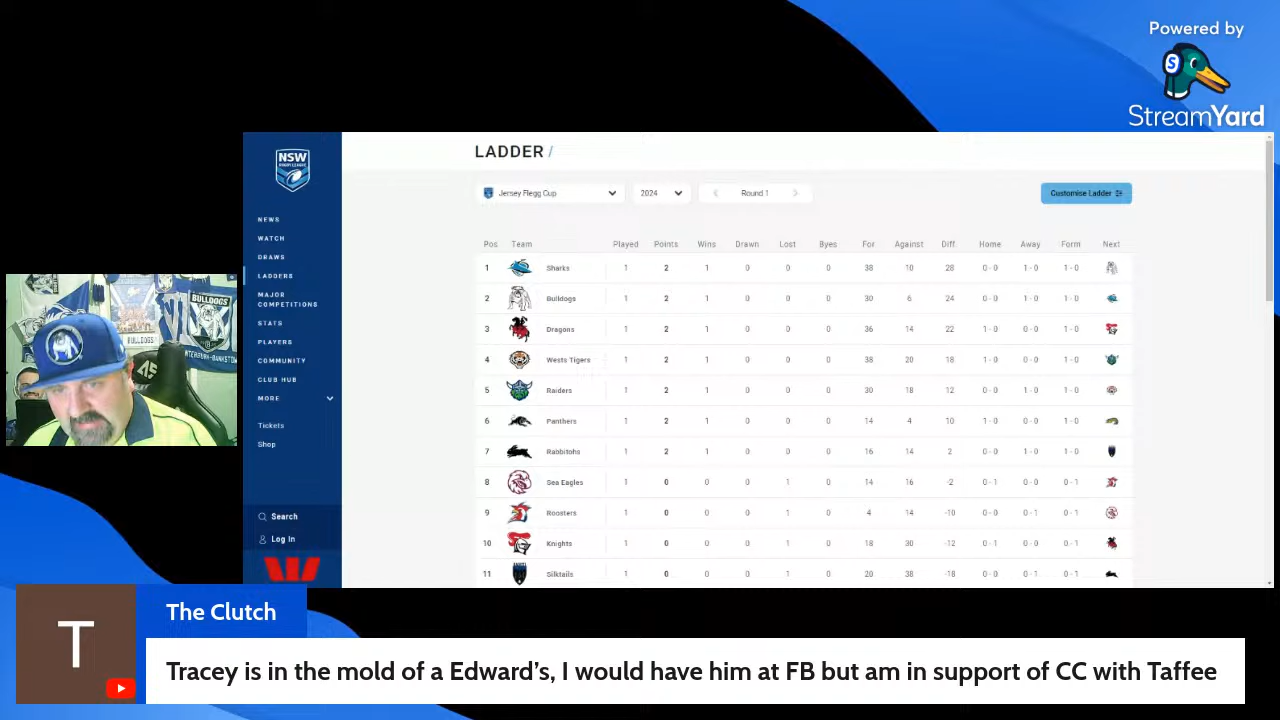 Powered by
StreamYard
NSW
RUGBY LEAGUE
NEWS
WATCH
DRAWS
LADDERS
MAJOR
COMPETITIONS
STATS
PLAYERS
COMMUNITY
CLUB HUB
MORE
Tickets
Shop
Search
Log In
LADDER /
Jersey Flegg Cup 2024 Round 1 Customise Ladder
Pos Team Played Points Wins Drawn Lost Byes For Against Diff Home Away Form Next
1 Sharks 1 2 1 0 0 0 38 10 28 0 - 0 1 - 0 1 - 0
2 Bulldogs 1 2 1 0 0 0 30 6 24 0 - 0 1 - 0 1 - 0
3 Dragons 1 2 1 0 0 0 36 14 22 1 - 0 0 - 0 1 - 0
4 Wests Tigers 1 2 1 0 0 0 38 20 18 1 - 0 0 - 0 1 - 0
5 Raiders 1 2 1 0 0 0 30 18 12 0 - 0 1 - 0 1 - 0
6 Panthers 1 2 1 0 0 0 14 4 10 1 - 0 0 - 0 1 - 0
7 Rabbitohs 1 2 1 0 0 0 16 14 2 0 - 0 1 - 0 1 - 0
8 Sea Eagles 1 0 0 0 1 0 14 16 -2 0 - 1 0 - 0 0 - 1
9 Roosters 1 0 0 0 1 0 4 14 -10 0 - 0 0 - 1 0 - 1
10 Knights 1 0 0 0 1 0 18 30 -12 0 - 1 0 - 0 0 - 1
11 Silktails 1 0 0 0 1 0 20 38 -18 0 - 0 0 - 1 0 - 1
BULLDOGS
BULLDOGS
45
T
The Clutch
Tracey is in the mold of a Edward's, I would have him at FB but am in support of CC with Taffee